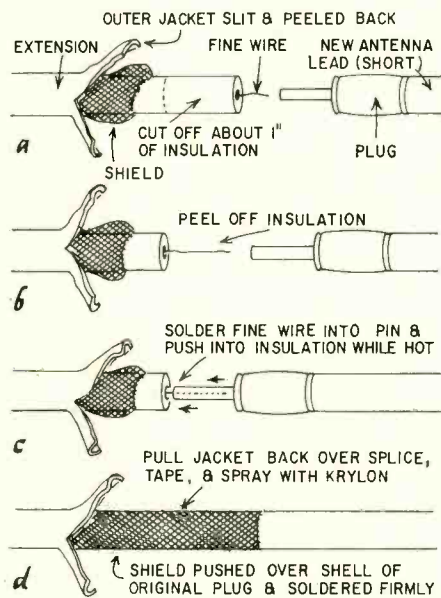 OUTER JACKET SLIT & PEELED BACK
EXTENSION
FINE WIRE
NEW ANTENNA
LEAD (SHORT)
a
CUT OFF ABOUT 1"
OF INSULATION
SHIELD
PLUG
PEEL OFF INSULATION
b
SOLDER FINE WIRE INTO PIN &
PUSH INTO INSULATION WHILE HOT
c
PULL JACKET BACK OVER SPLICE,
TAPE, & SPRAY WITH KRYLON
d
SHIELD PUSHED OVER SHELL OF
ORIGINAL PLUG & SOLDERED FIRMLY